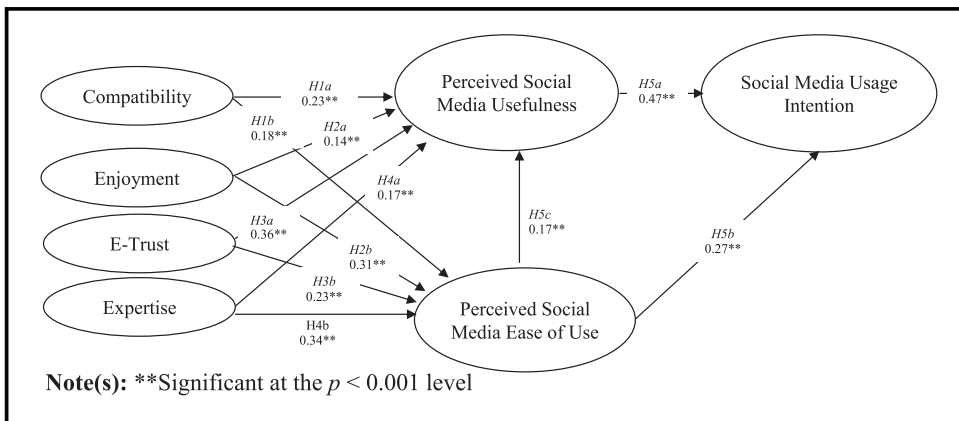 Compatibility
Enjoyment
E-Trust
Expertise
H1a
0.23**
H1b
0.18**
H2a
0.14**
H4a
0.17**
H3a
0.36**
H2b
0.31**
H3b
0.23**
H4b
0.34**
Perceived Social
Media Usefulness
H5a
0.47**
Social Media Usage
Intention
H5c
0.17**
H5b
0.27**
Perceived Social
Media Ease of Use
Note(s): **Significant at the p < 0.001 level